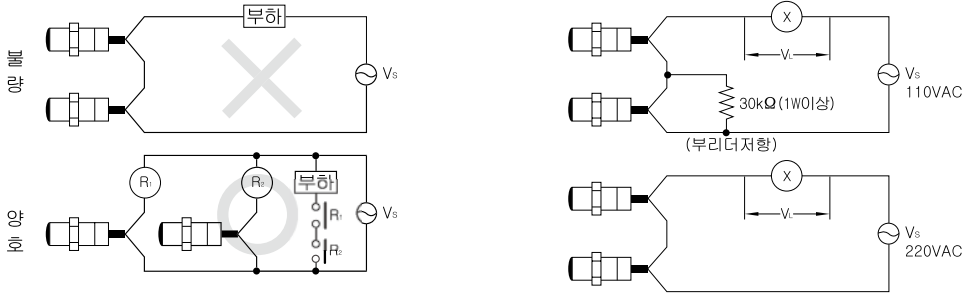 불량
부하
Vs
양호
R₁
R₂
부하
R₁
R₂
Vs
X
VL
30kΩ(1W이상)
(부리더저항)
Vs
110VAC
X
VL
Vs
220VAC